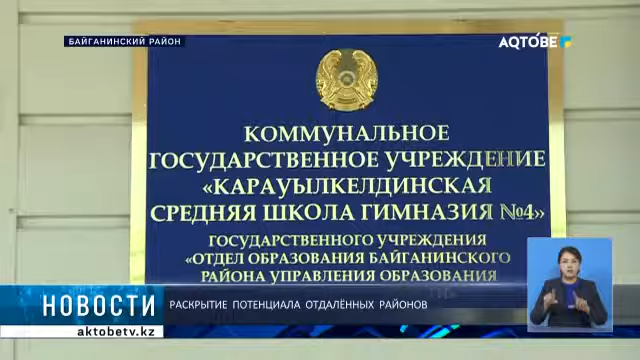 БАЙГАНИНСКИЙ РАЙОН
AQTÓBE
КОММУНАЛЬНОЕ
ГОСУДАРСТВЕННОЕ УЧРЕЖДЕНИЕ
«КАРАУЫЛКЕЛДИНСКАЯ
СРЕДНЯЯ ШКОЛА ГИМНАЗИЯ №4»
ГОСУДАРСТВЕННОГО УЧРЕЖДЕНИЯ
«ОТДЕЛ ОБРАЗОВАНИЯ БАЙГАНИНСКОГО
РАЙОНА УПРАВЛЕНИЯ ОБРАЗОВАНИЯ
НОВОСТИ
РАСКРЫТИЕ ПОТЕНЦИАЛА ОТДАЛЁННЫХ РАЙОНОВ
aktobetv.kz